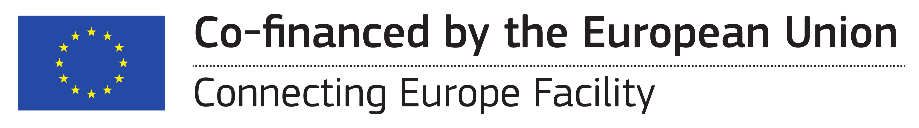 Co-financed by the European Union
Connecting Europe Facility